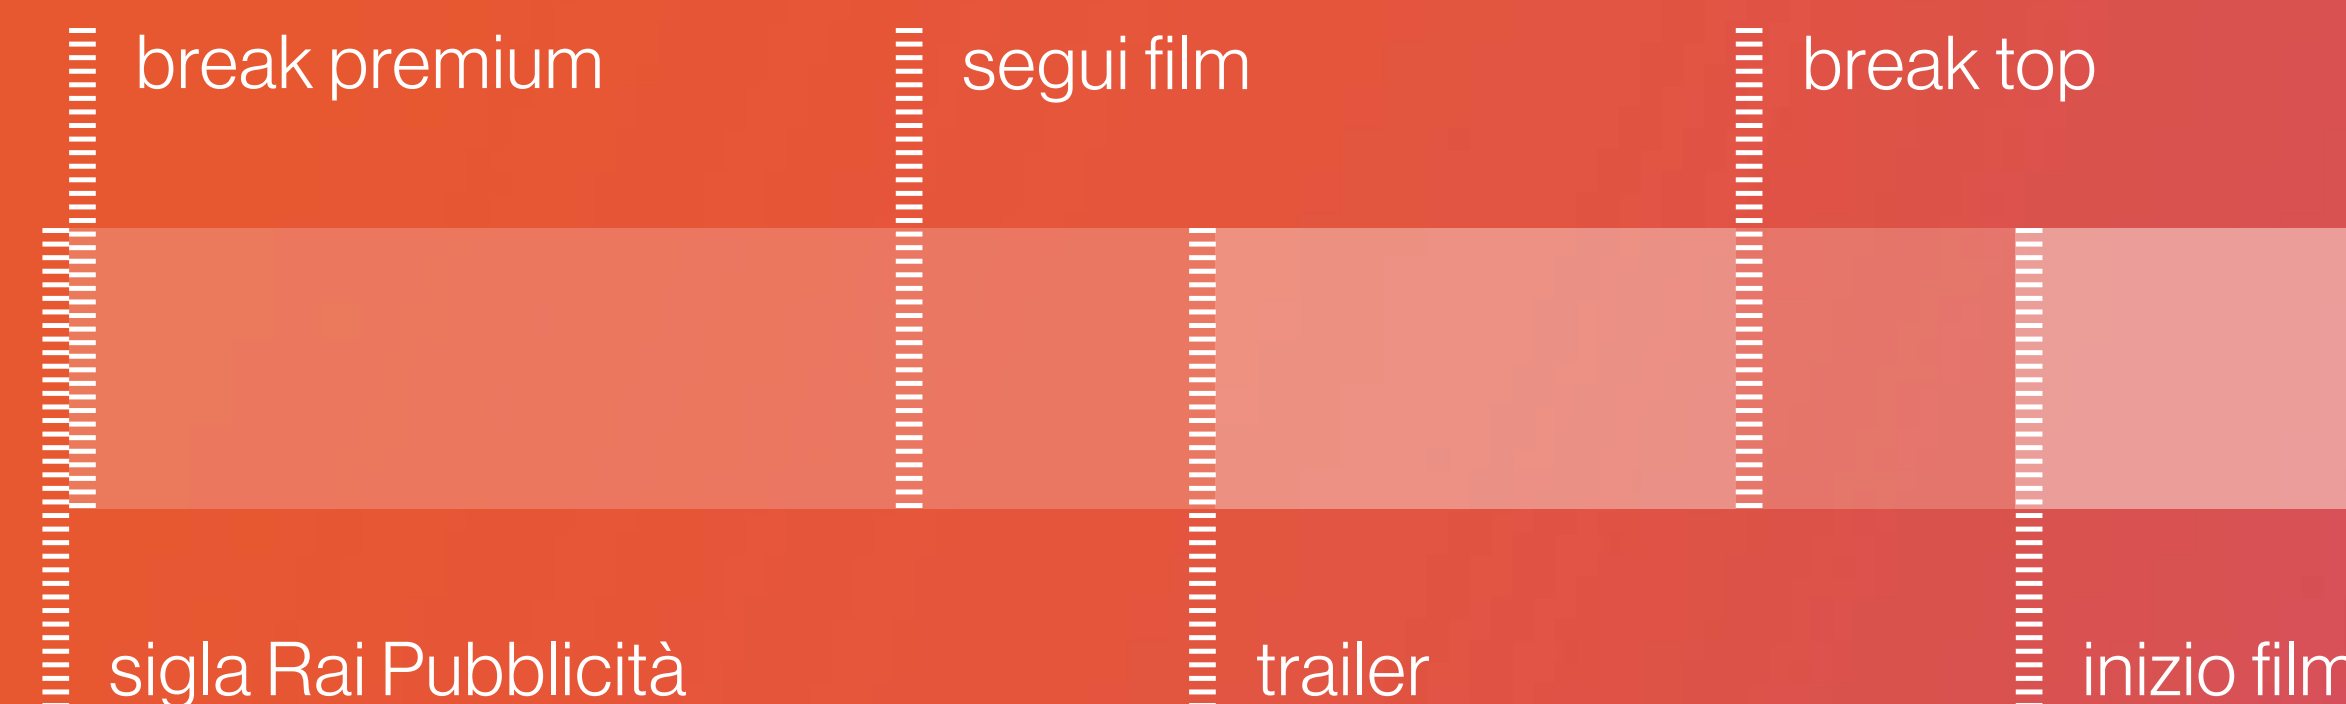 break premium
segui film
break top
sigla Rai Pubblicità
trailer
inizio film